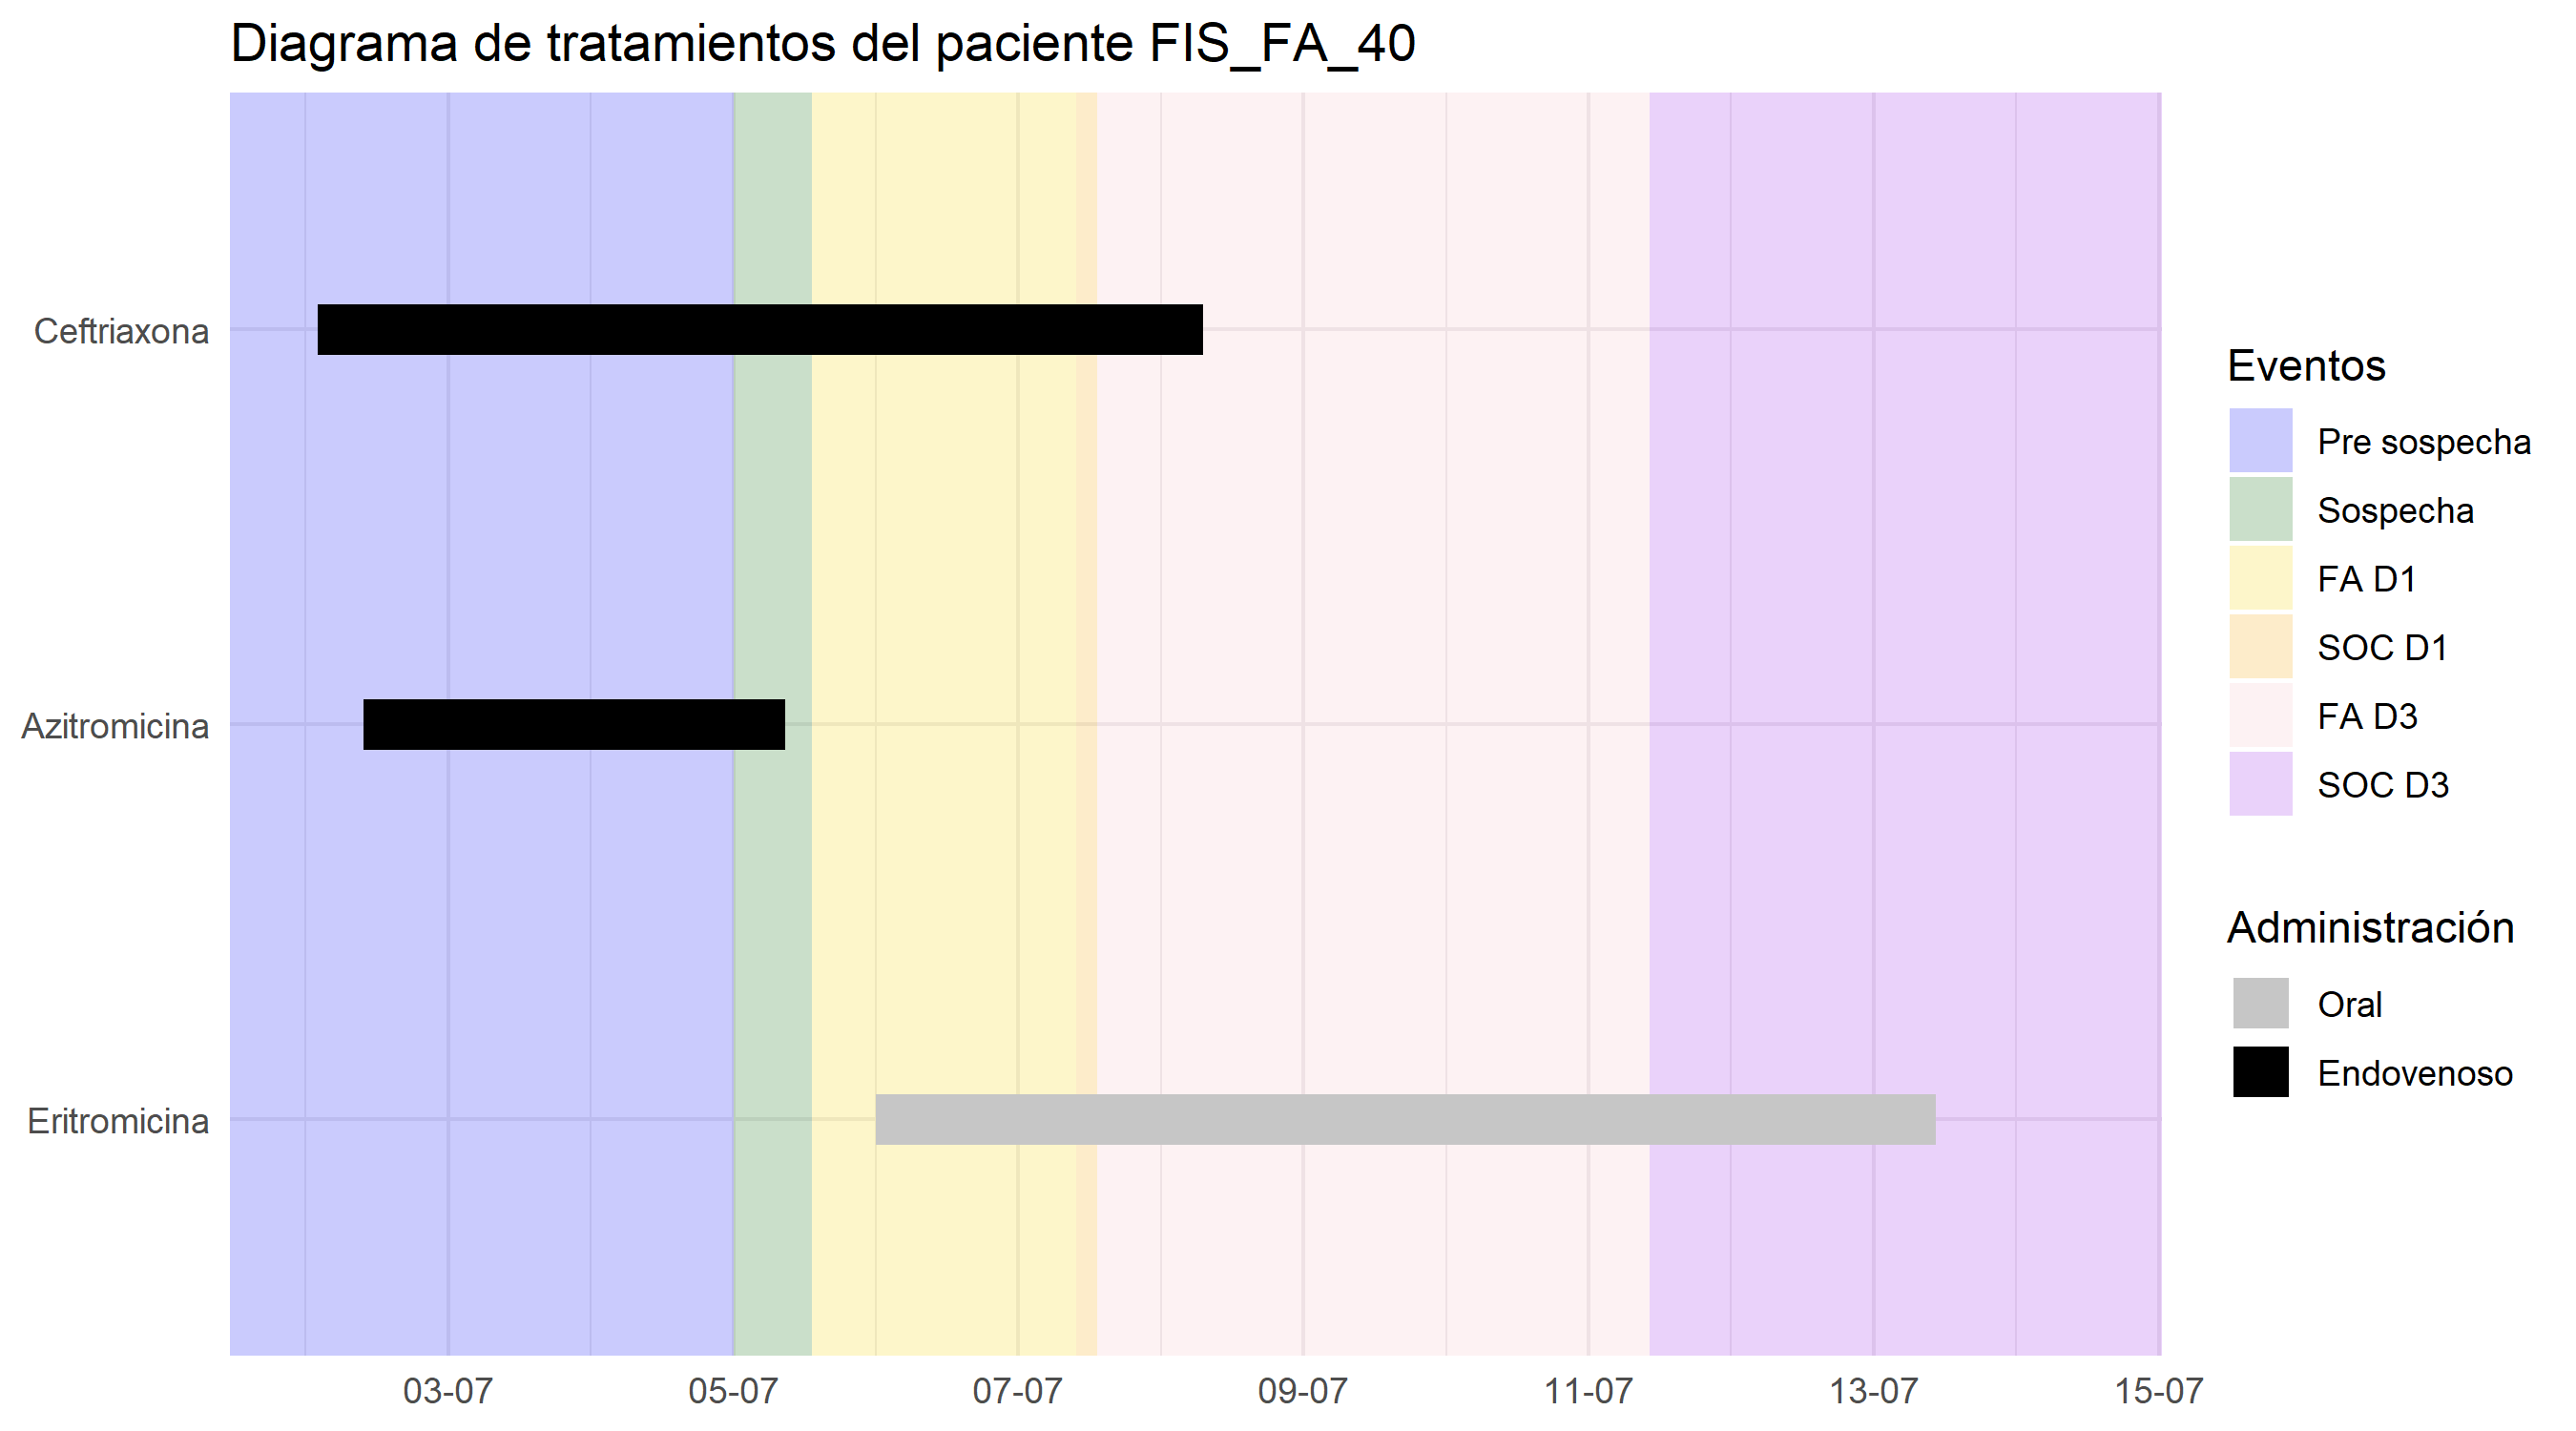 Diagrama de tratamientos del paciente FIS_FA_40
Ceftriaxona
Azitromicina
Eritromicina
03-07
05-07
07-07
09-07
11-07
13-07
15-07
Eventos
Pre sospecha
Sospecha
FA D1
SOC D1
FA D3
SOC D3
Administración
Oral
Endovenoso